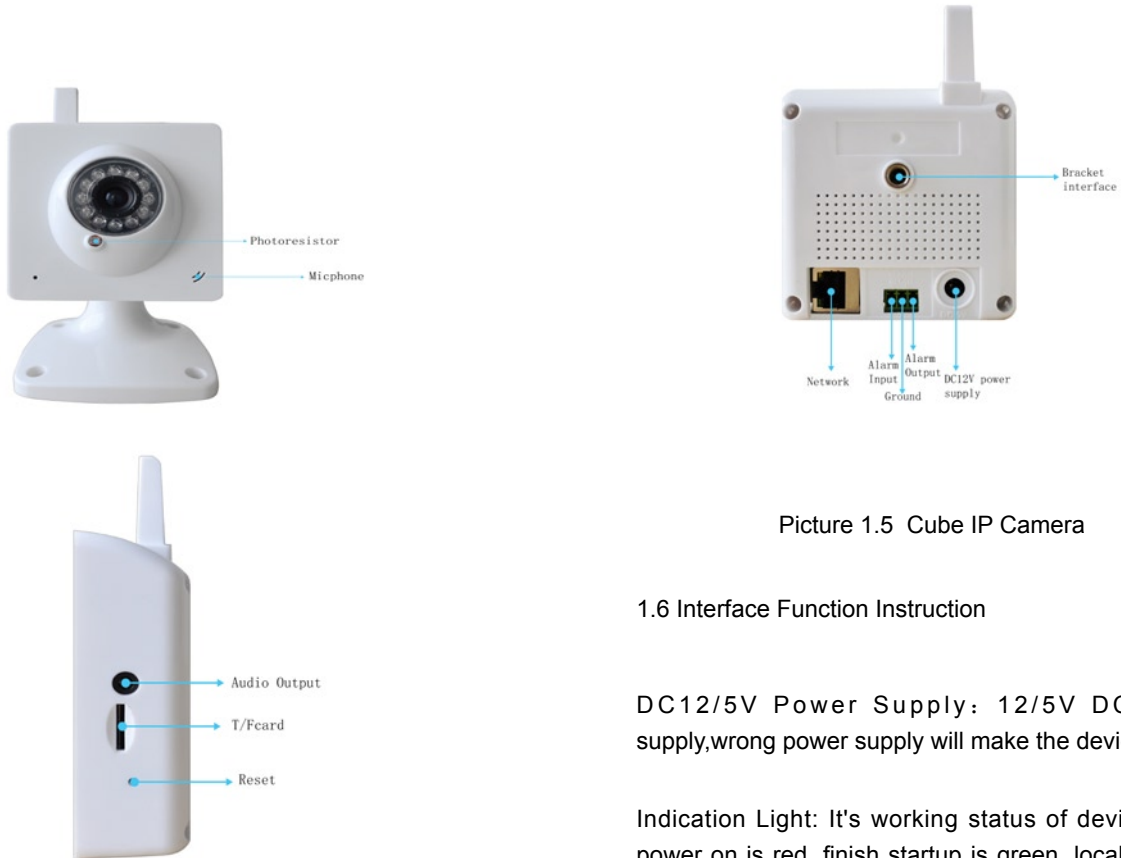 Photoresistor
Micphone
Audio Output
T/Fcard
Reset
Bracket
interface
Network
Alarm
Input
Ground
Alarm
Output
DC12V power
supply
Picture 1.5 Cube IP Camera
1.6 Interface Function Instruction
DC12/5V Power Supply：12/5V DC
supply,wrong power supply will make the devi
Indication Light: It's working status of devi
power on is red, finish startup is green, local